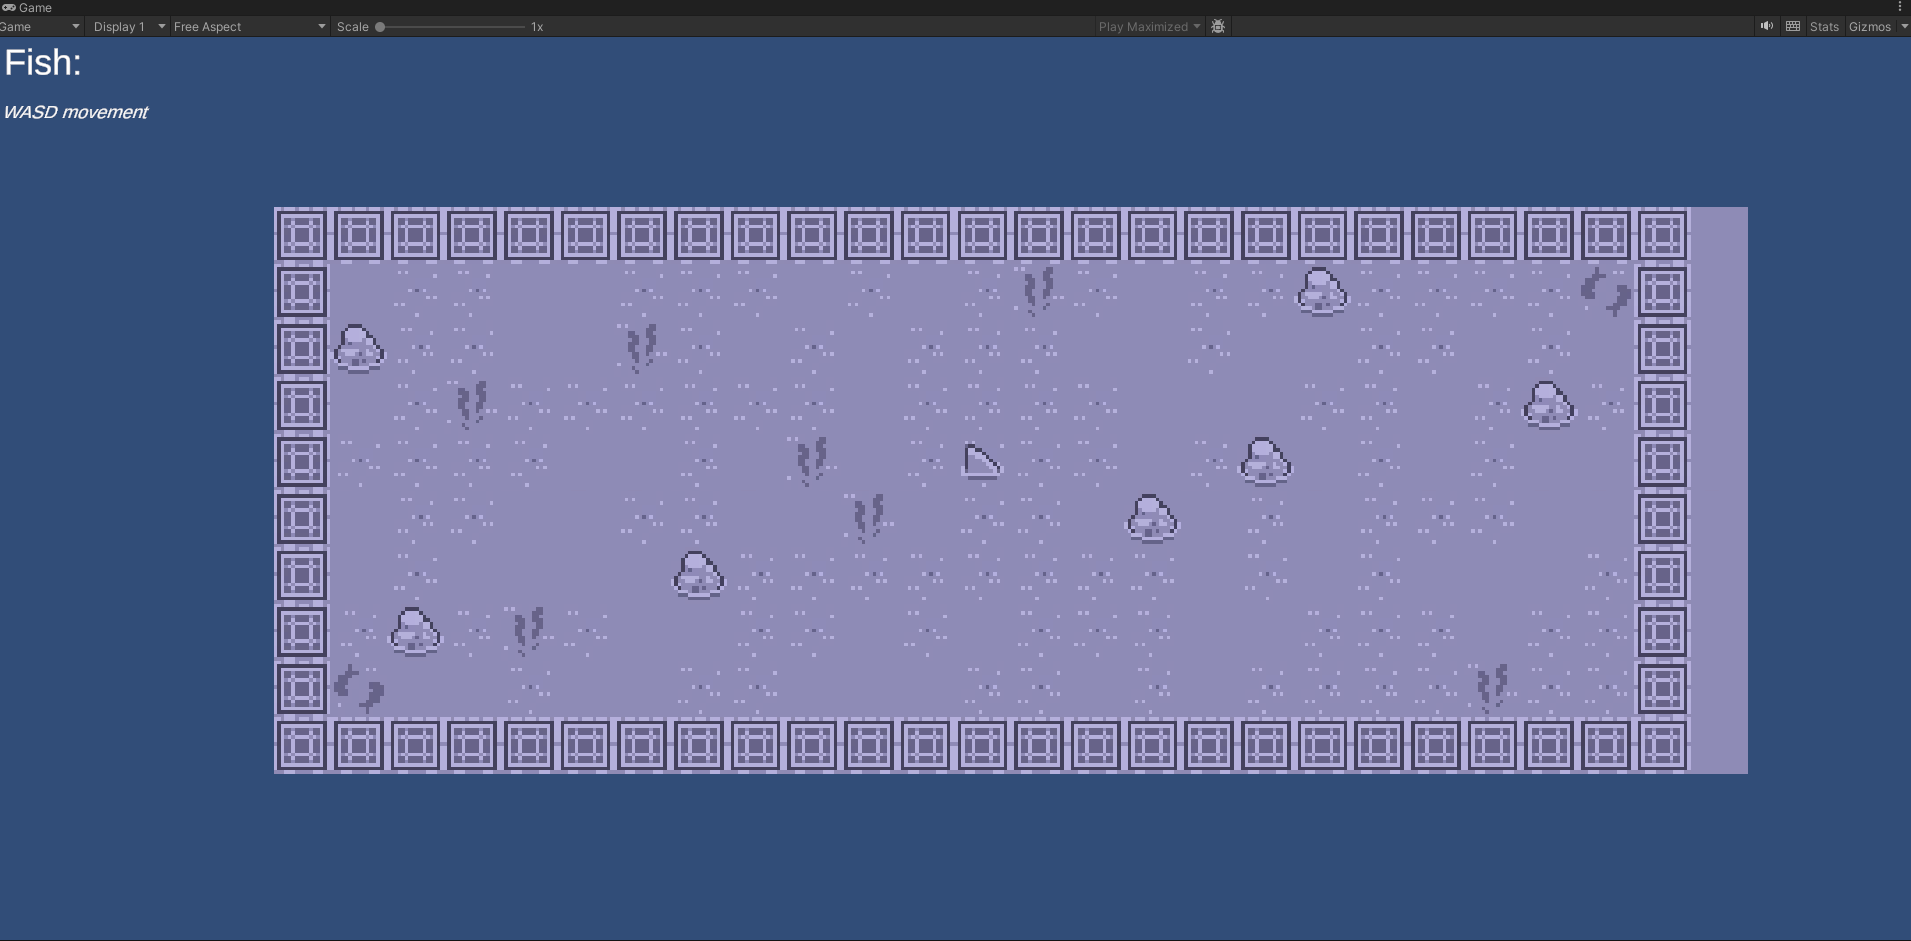 Game
Game Display 1 Free Aspect Scale 1x Play Maximized Stats Gizmos
Fish:
WASD movement